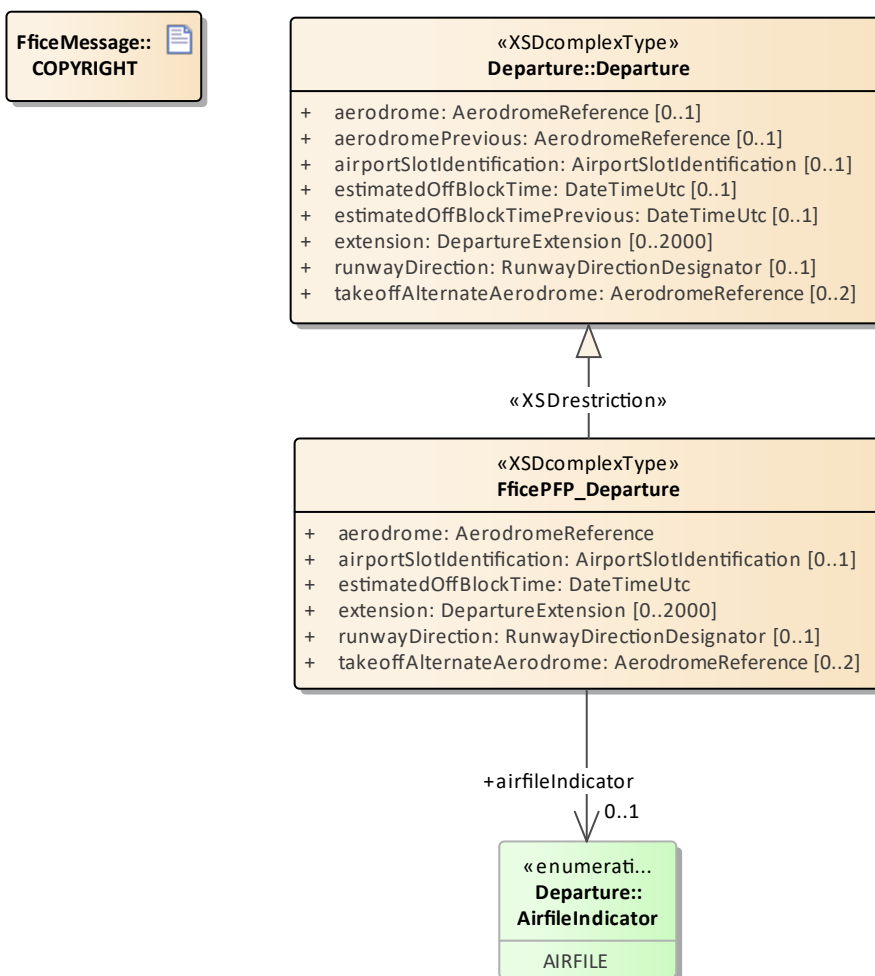 FficeMessage::
COPYRIGHT
«XSDcomplexType»
Departure::Departure
+ aerodrome: AerodromeReference [0..1]
+ aerodromePrevious: AerodromeReference [0..1]
+ airportSlotIdentification: AirportSlotIdentification [0..1]
+ estimatedOffBlockTime: DateTimeUtc [0..1]
+ estimatedOffBlockTimePrevious: DateTimeUtc [0..1]
+ extension: DepartureExtension [0..2000]
+ runwayDirection: RunwayDirectionDesignator [0..1]
+ takeoffAlternateAerodrome: AerodromeReference [0..2]
«XSDrestriction»
«XSDcomplexType»
FficePFP_Departure
+ aerodrome: AerodromeReference
+ airportSlotIdentification: AirportSlotIdentification [0..1]
+ estimatedOffBlockTime: DateTimeUtc
+ extension: DepartureExtension [0..2000]
+ runwayDirection: RunwayDirectionDesignator [0..1]
+ takeoffAlternateAerodrome: AerodromeReference [0..2]
+airfileIndicator
0..1
«enumerati...
Departure::
AirfileIndicator
AIRFILE